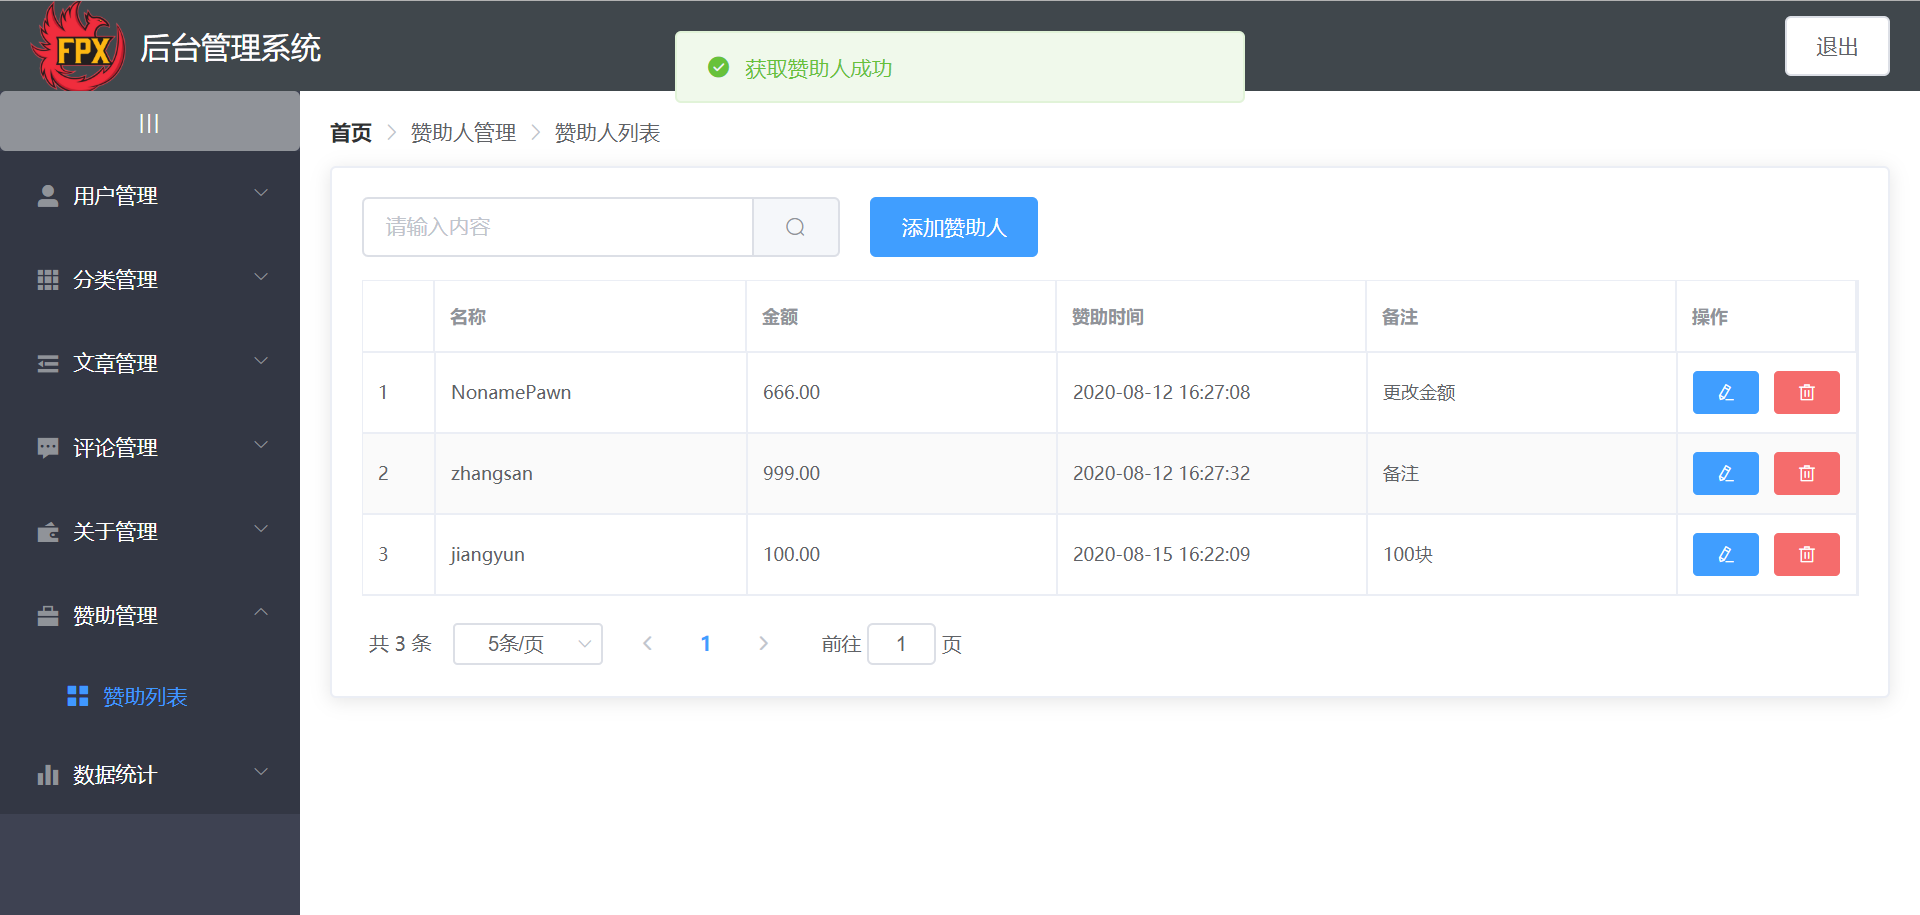 FPX 后台管理系统
获取赞助人成功
退出
|||
首页 > 赞助人管理 > 赞助人列表
用户管理
分类管理
文章管理
评论管理
关于管理
赞助管理
赞助列表
数据统计
请输入内容
添加赞助人
名称 金额 赞助时间 备注 操作
1 NonamePawn 666.00 2020-08-12 16:27:08 更改金额
2 zhangsan 999.00 2020-08-12 16:27:32 备注
3 jiangyun 100.00 2020-08-15 16:22:09 100块
共 3 条 5条/页 < 1 > 前往 1 页